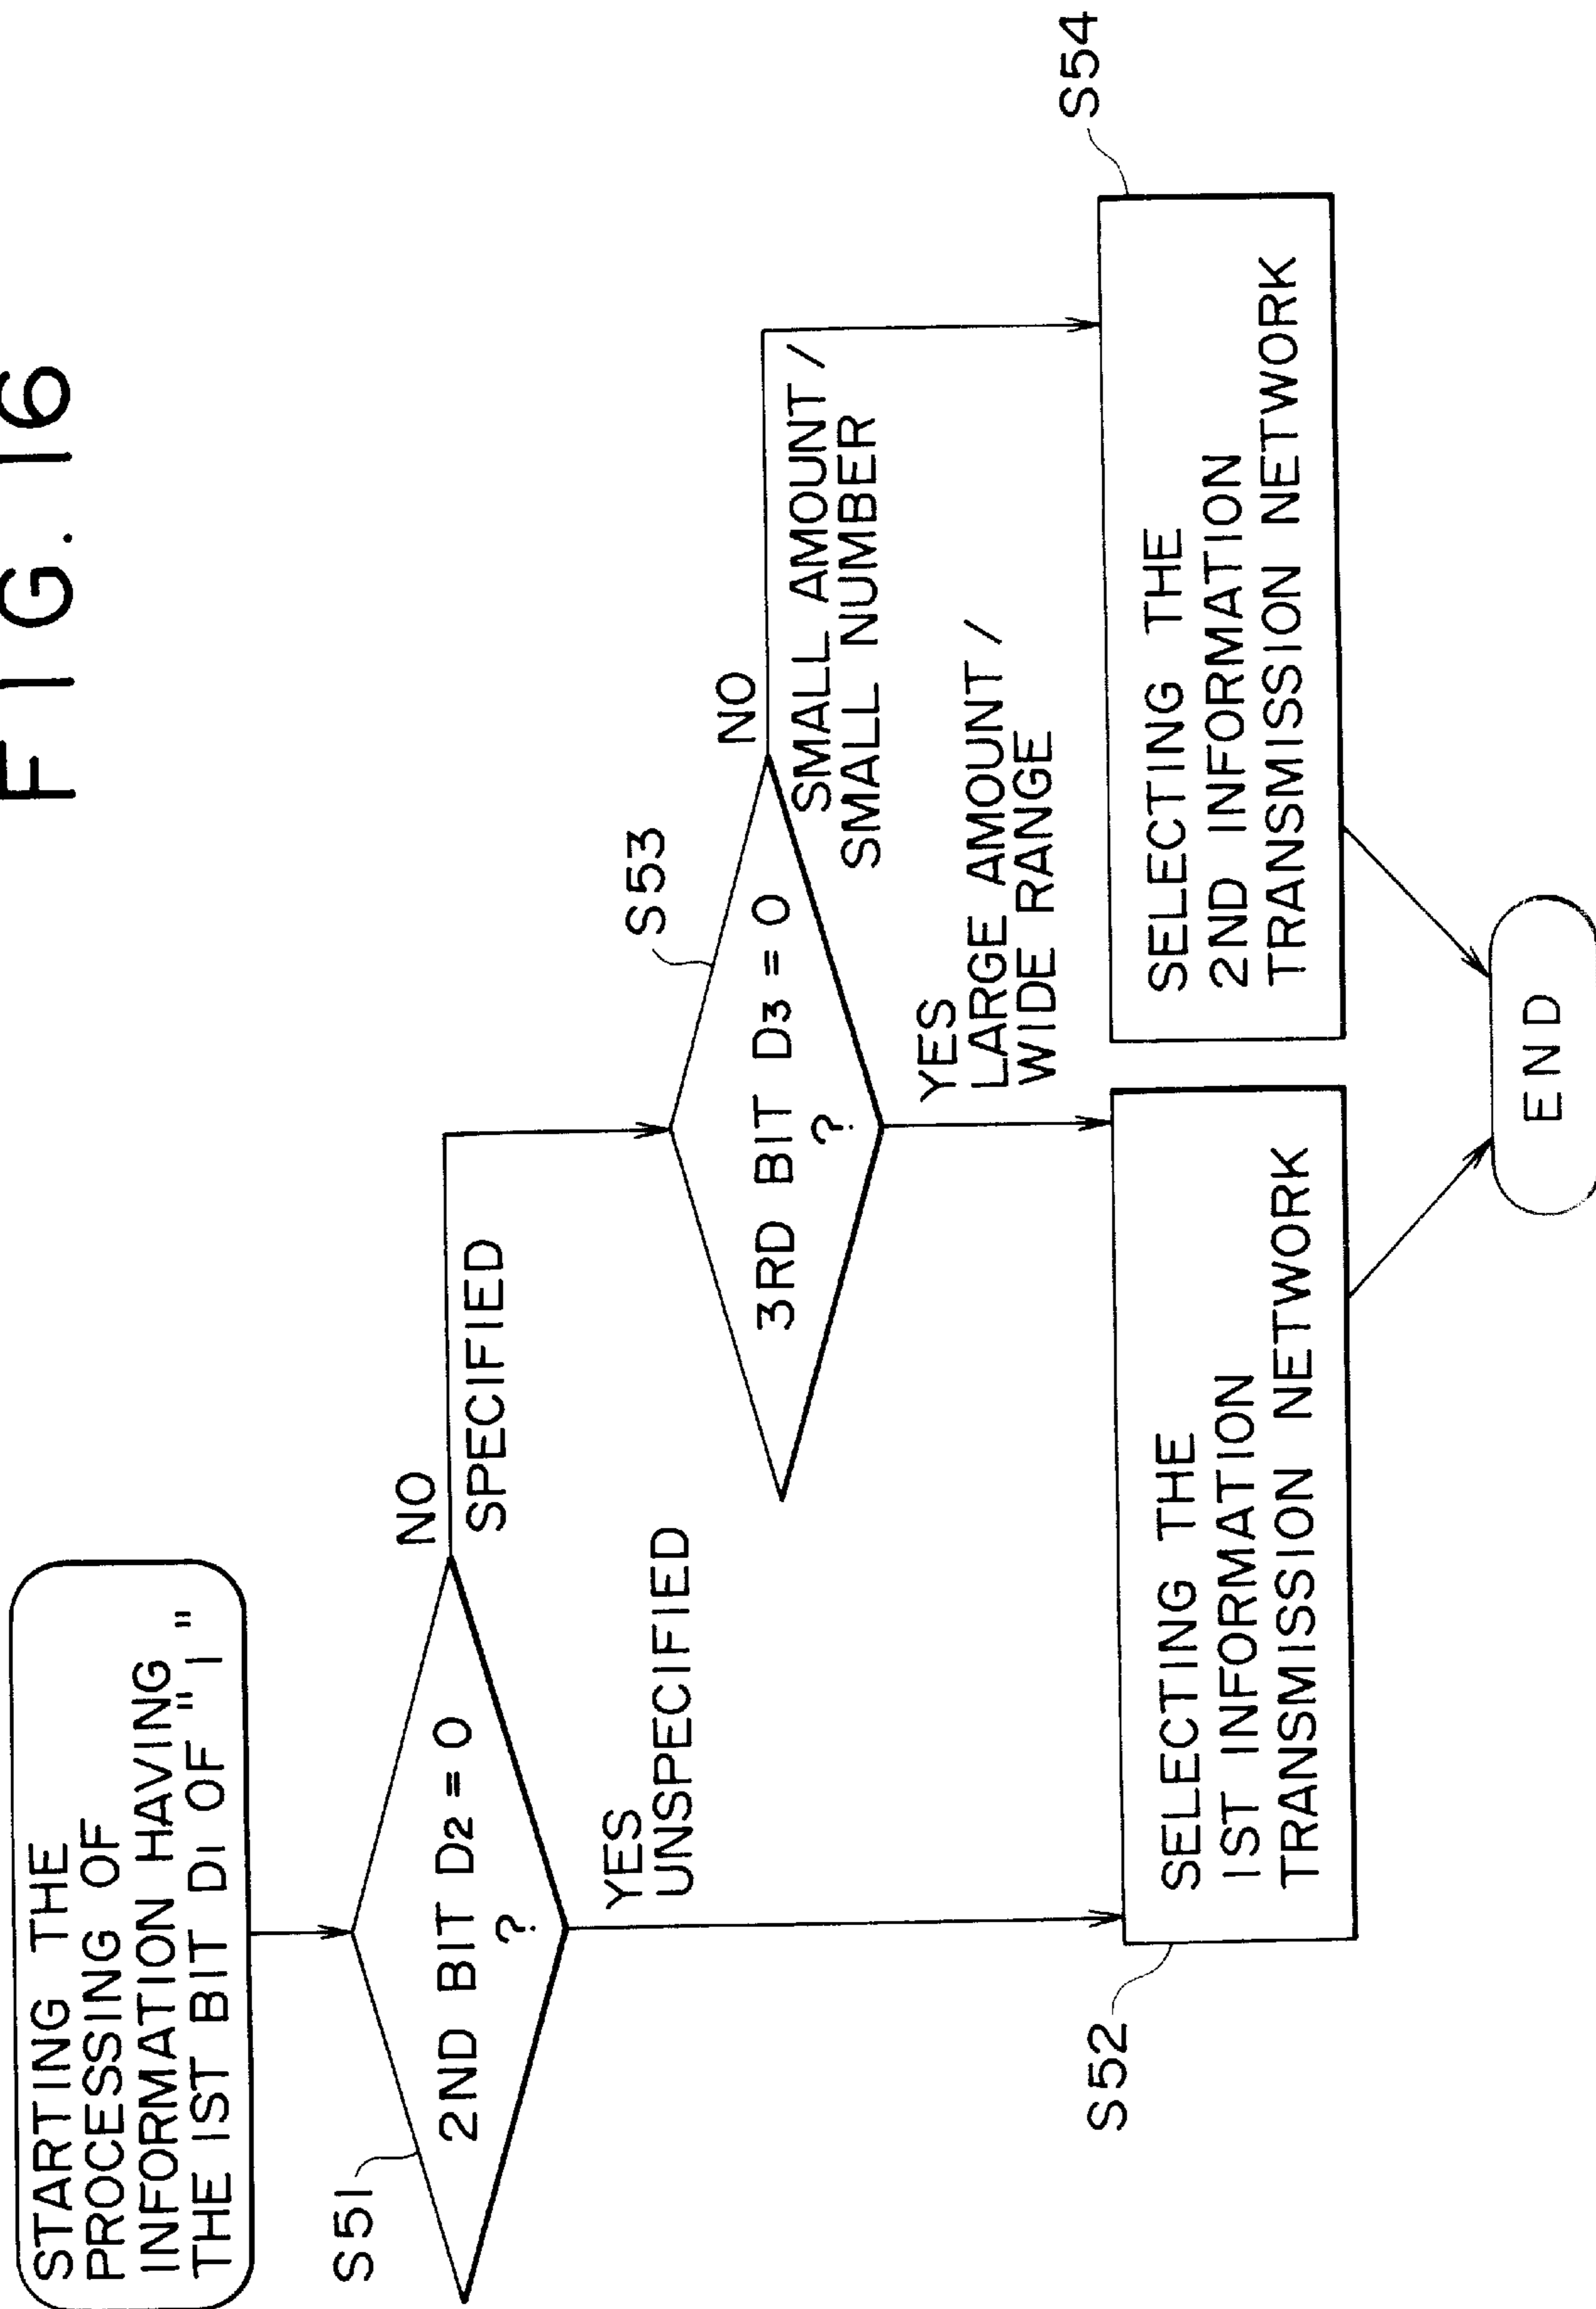 FIG. 16
STARTING THE
PROCESSING OF
INFORMATION HAVING
THE 1ST BIT D1 OF "1"
S51
2ND BIT D2 = 0
?
NO
SPECIFIED
YES
UNSPECIFIED
S53
3RD BIT D3 = 0
?
NO
SMALL AMOUNT /
SMALL NUMBER
YES
LARGE AMOUNT /
WIDE RANGE
S52
SELECTING THE
1ST INFORMATION
TRANSMISSION NETWORK
S54
SELECTING THE
2ND INFORMATION
TRANSMISSION NETWORK
END